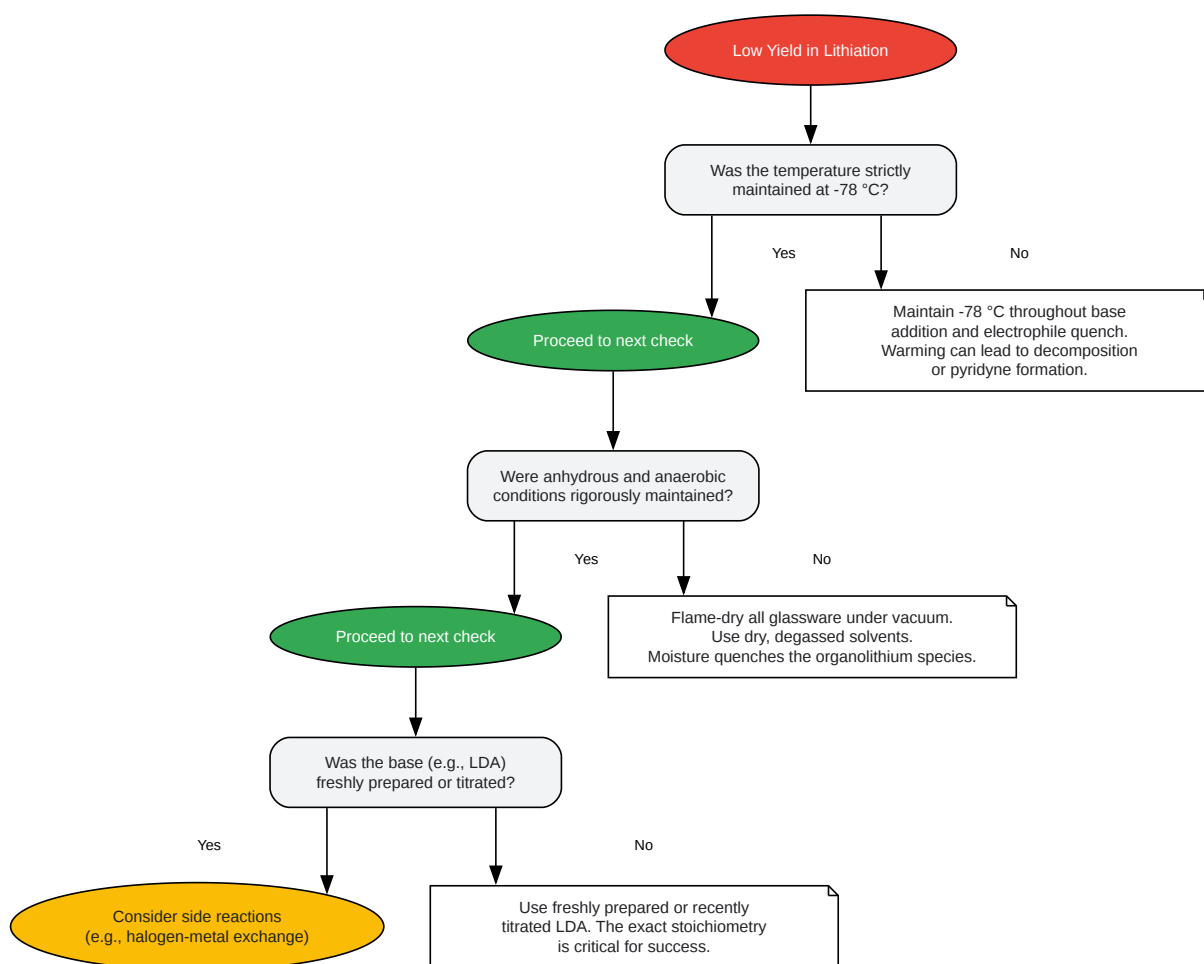 Low Yield in Lithiation
Was the temperature strictly
maintained at -78 °C?
Yes
No
Maintain -78 °C throughout base
addition and electrophile quench.
Warming can lead to decomposition
or pyridyne formation.
Proceed to next check
Were anhydrous and anaerobic
conditions rigorously maintained?
Yes
No
Flame-dry all glassware under vacuum.
Use dry, degassed solvents.
Moisture quenches the organolithium species.
Proceed to next check
Was the base (e.g., LDA)
freshly prepared or titrated?
Yes
No
Consider side reactions
(e.g., halogen-metal exchange)
Use freshly prepared or recently
titrated LDA. The exact stoichiometry
is critical for success.